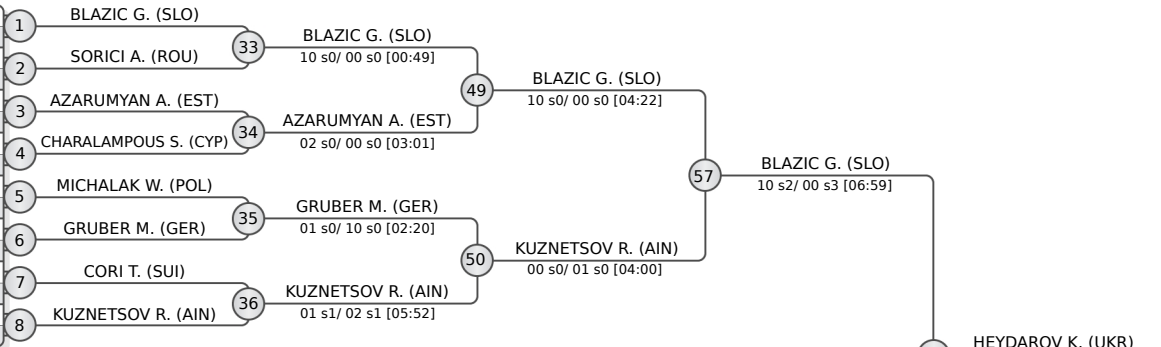 1
BLAZIC G. (SLO)
2
SORICI A. (ROU)
33
BLAZIC G. (SLO)
10 s0/ 00 s0 [00:49]
3
AZARUMYAN A. (EST)
4
CHARALAMPOUS S. (CYP)
34
AZARUMYAN A. (EST)
02 s0/ 00 s0 [03:01]
49
BLAZIC G. (SLO)
10 s0/ 00 s0 [04:22]
5
MICHALAK W. (POL)
6
GRUBER M. (GER)
35
GRUBER M. (GER)
01 s0/ 10 s0 [02:20]
7
CORI T. (SUI)
8
KUZNETSOV R. (AIN)
36
KUZNETSOV R. (AIN)
01 s1/ 02 s1 [05:52]
50
KUZNETSOV R. (AIN)
00 s0/ 01 s0 [04:00]
57
BLAZIC G. (SLO)
10 s2/ 00 s3 [06:59]
HEYDAROV K. (UKR)